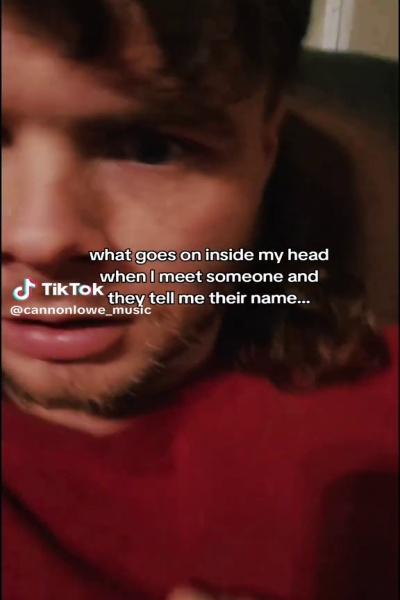 what goes on inside my head
when I meet someone and
they tell me their name...
TikTok
@cannonlowe_music